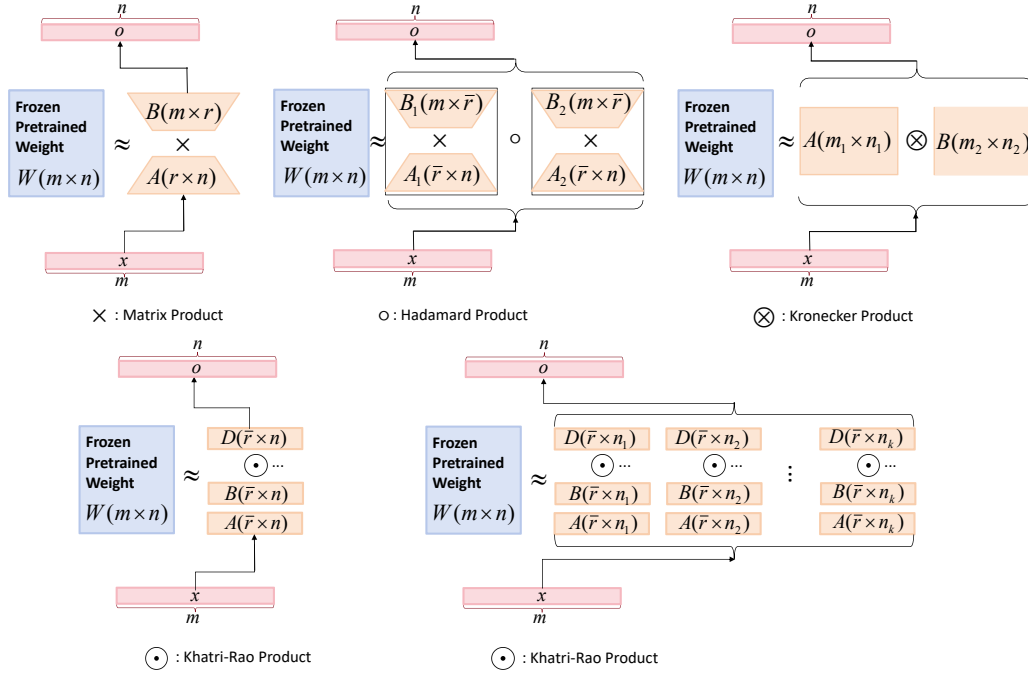 n
o
Frozen
Pretrained
Weight
W(m × n)
≈
B(m × r)
×
A(r × n)
x
m
× : Matrix Product
n
o
Frozen
Pretrained
Weight
W(m × n)
≈
B₁(m × r̄) B₂(m × r̄)
× ○ ×
A₁(r̄ × n) A₂(r̄ × n)
x
m
○ : Hadamard Product
n
o
Frozen
Pretrained
Weight
W(m × n)
≈
A(m₁ × n₁) ⊗ B(m₂ × n₂)
x
m
⊗ : Kronecker Product
n
o
Frozen
Pretrained
Weight
W(m × n)
≈
D(r̄ × n)
⊙ ...
B(r̄ × n)
A(r̄ × n)
x
m
⊙ : Khatri-Rao Product
n
o
Frozen
Pretrained
Weight
W(m × n)
≈
D(r̄ × n₁) D(r̄ × n₂) D(r̄ × nₖ)
⊙ ... ⊙ ... ⋮ ⊙ ...
B(r̄ × n₁) B(r̄ × n₂) B(r̄ × nₖ)
A(r̄ × n₁) A(r̄ × n₂) A(r̄ × nₖ)
x
m
⊙ : Khatri-Rao Product